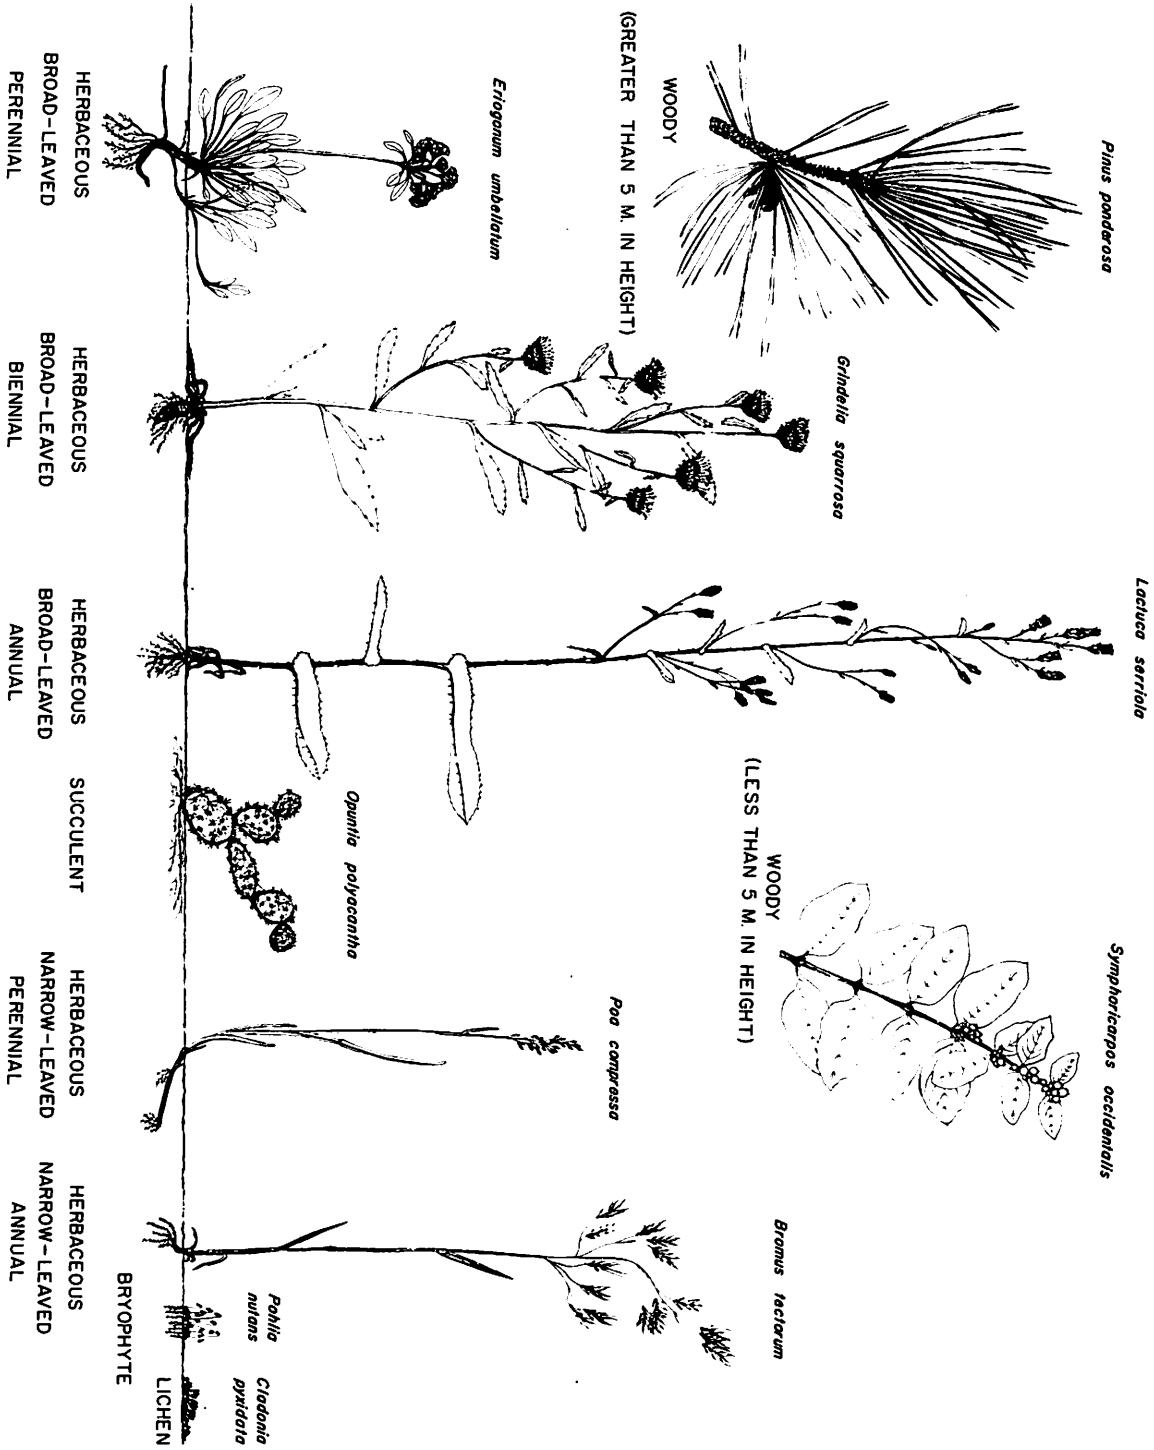 Pinus ponderosa
WOODY
(GREATER THAN 5 M. IN HEIGHT)
Eriogonum umbellatum
HERBACEOUS
BROAD-LEAVED
PERENNIAL
Grindelia squarrosa
HERBACEOUS
BROAD-LEAVED
BIENNIAL
Lactuca serriola
HERBACEOUS
BROAD-LEAVED
ANNUAL
Opuntia polyacantha
SUCCULENT
Symphoricarpos occidentalis
WOODY
(LESS THAN 5 M. IN HEIGHT)
Poa compressa
HERBACEOUS
NARROW-LEAVED
PERENNIAL
Bromus tectorum
HERBACEOUS
NARROW-LEAVED
ANNUAL
Pohlia
nutans
BRYOPHYTE
Cladonia
pyxidata
LICHEN